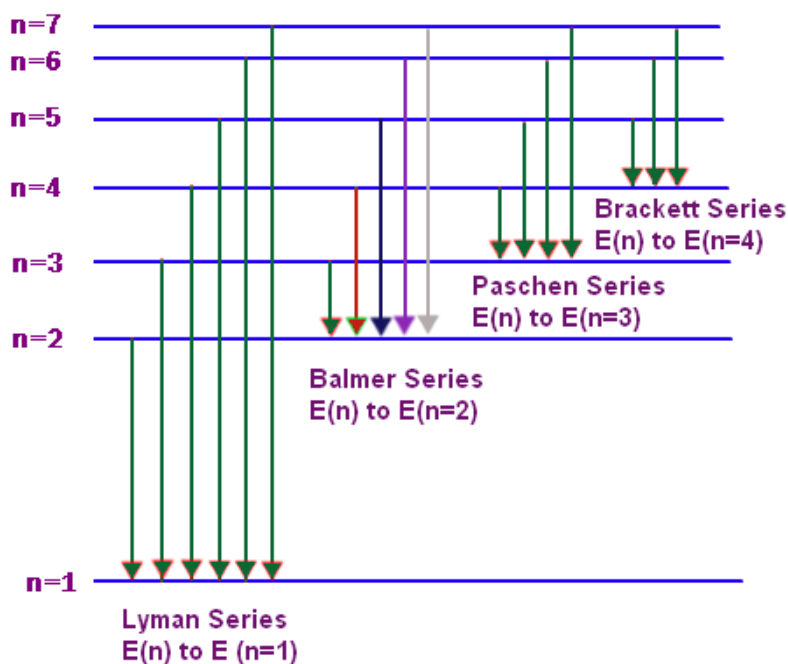 n=7
n=6
n=5
n=4
Brackett Series
E(n) to E(n=4)
n=3
Paschen Series
E(n) to E(n=3)
n=2
Balmer Series
E(n) to E(n=2)
n=1
Lyman Series
E(n) to E (n=1)